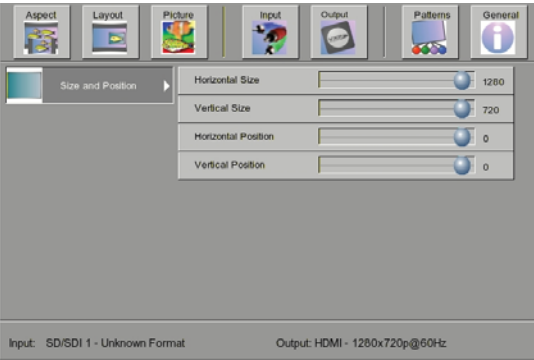 Aspect Layout Picture Input Output Patterns General
Size and Position
Horizontal Size 1280
Vertical Size 720
Horizontal Position 0
Vertical Position 0
Input: SD/SDI 1 - Unknown Format Output: HDMI - 1280x720p@60Hz